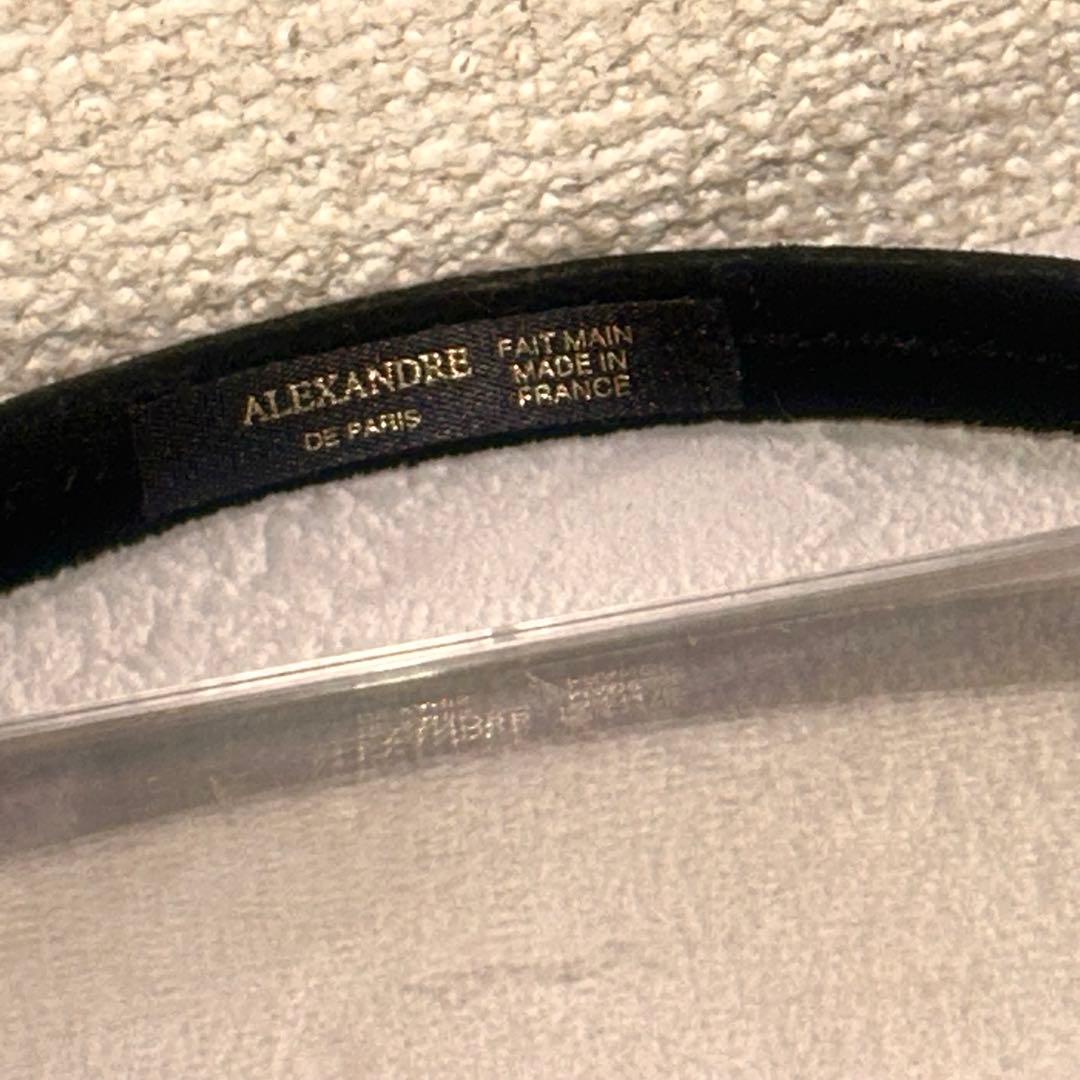 ALEXANDRE
DE PARIS
FAIT MAIN
MADE IN
FRANCE